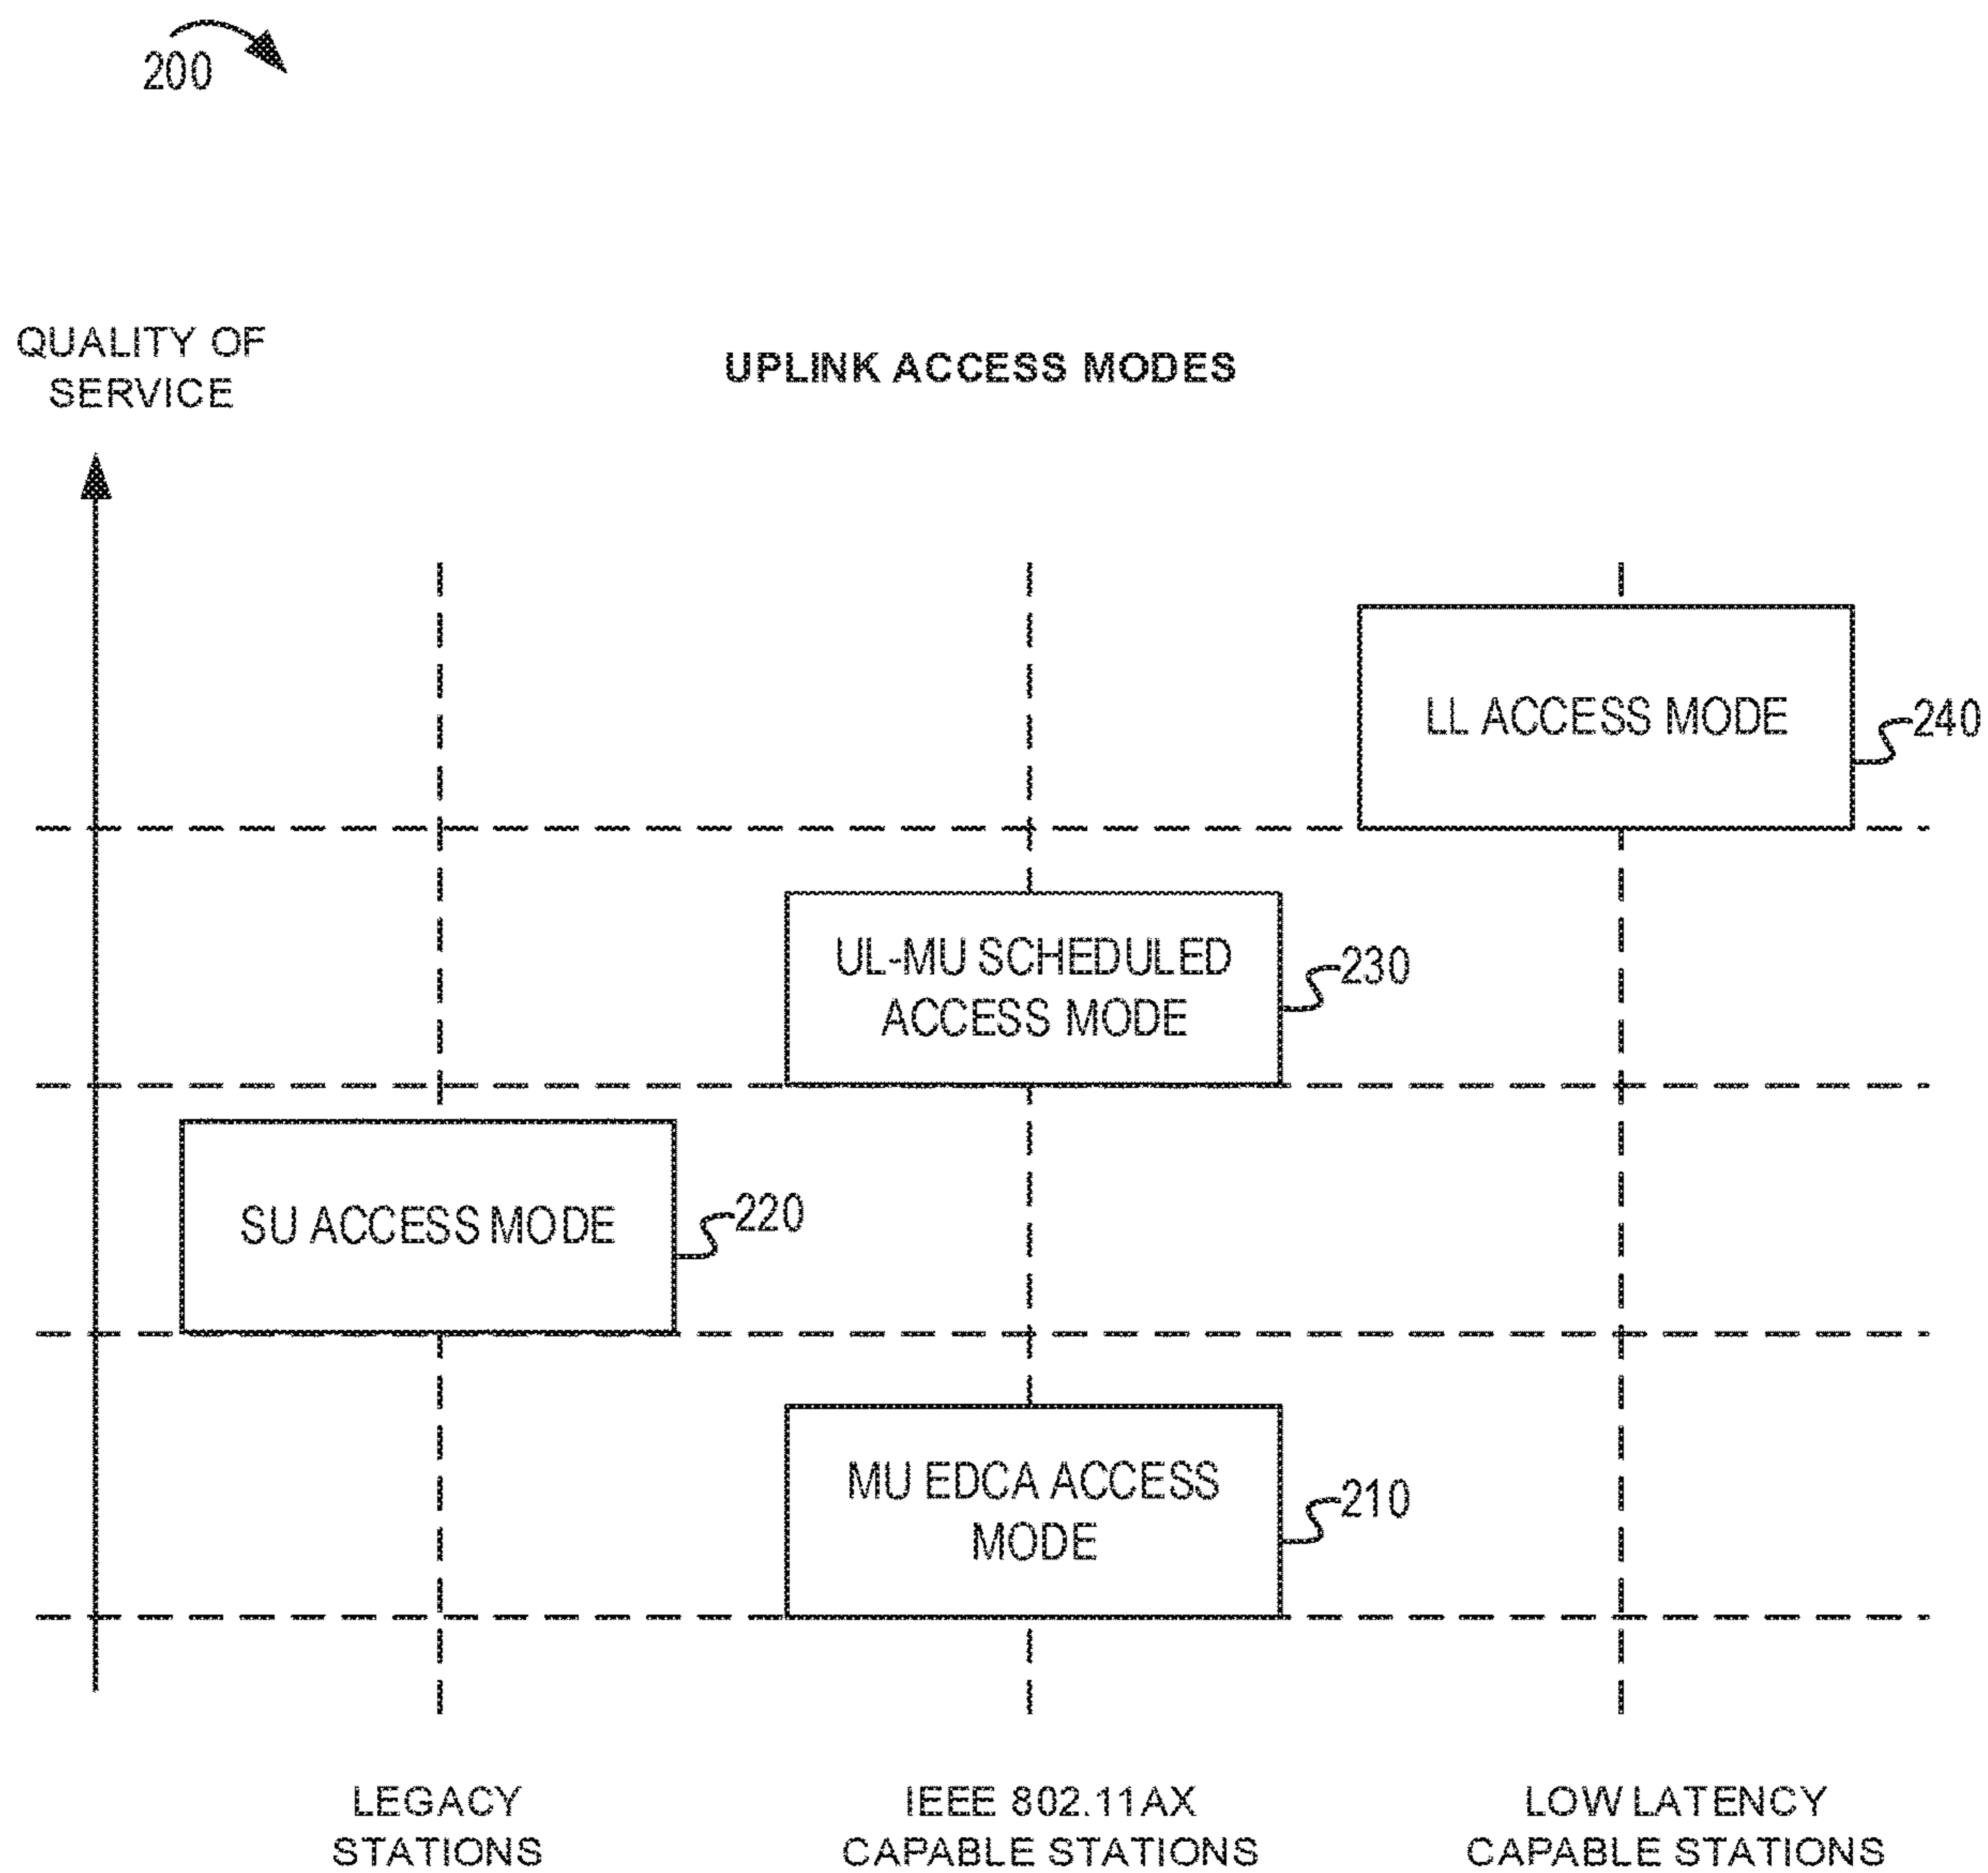 200
QUALITY OF
SERVICE
UPLINK ACCESS MODES
LL ACCESS MODE
240
UL-MU SCHEDULED
ACCESS MODE
230
SU ACCESS MODE
220
MU EDCA ACCESS
MODE
210
LEGACY
STATIONS
IEEE 802.11AX
CAPABLE STATIONS
LOW LATENCY
CAPABLE STATIONS